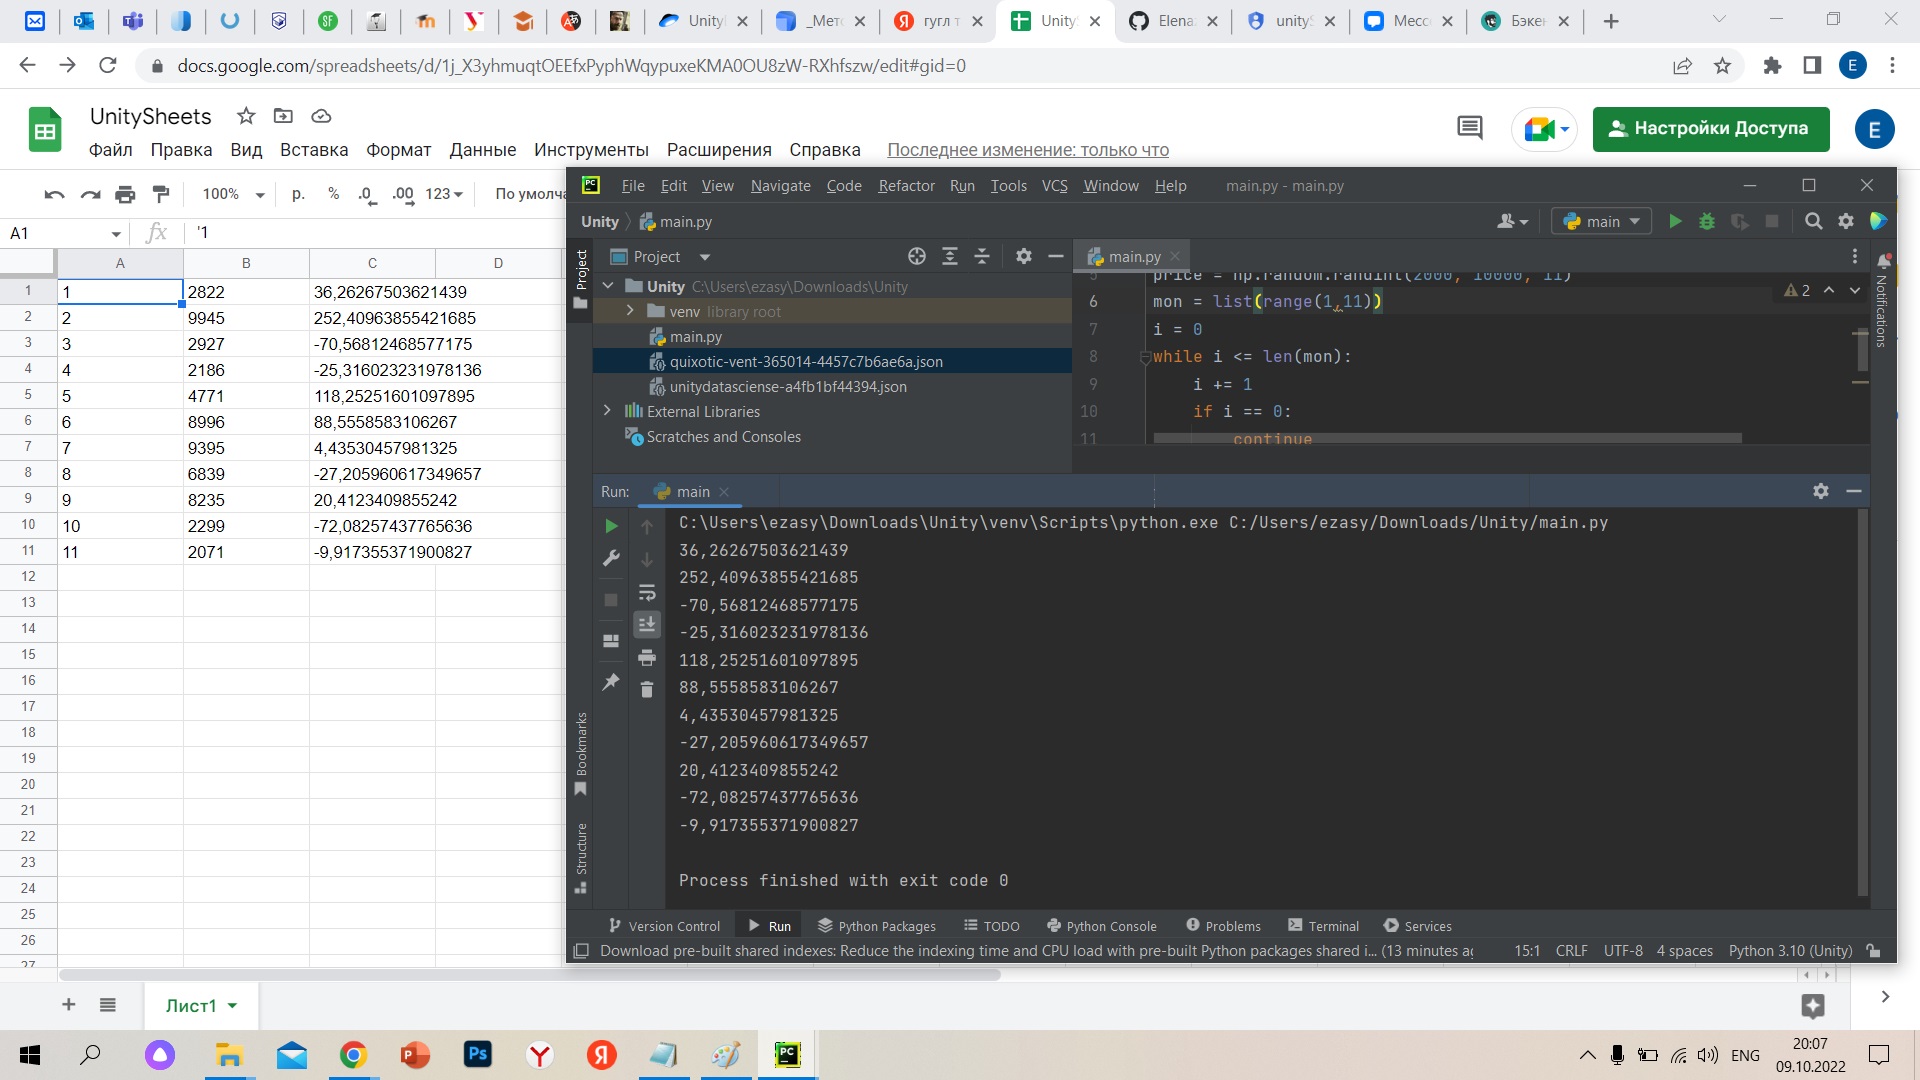 Unity
_Мет
гугл т
Unity
Elena
unity
Месс
Бэке
docs.google.com/spreadsheets/d/1j_X3yhmuqtOEEfxPyphWqypuxeKMA0OU8zW-RXhfszw/edit#gid=0
E
UnitySheets
Файл Правка Вид Вставка Формат Данные Инструменты Расширения Справка Последнее изменение: только что
Настройки Доступа
E
100% р. % .0 .00 123 По умолча
A1 '1
A B C D
1 1 2822 36,26267503621439
2 2 9945 252,40963855421685
3 3 2927 -70,56812468577175
4 4 2186 -25,316023231978136
5 5 4771 118,25251601097895
6 6 8996 88,5558583106267
7 7 9395 4,43530457981325
8 8 6839 -27,205960617349657
9 9 8235 20,4123409855242
10 10 2299 -72,08257437765636
11 11 2071 -9,917355371900827
12
13
14
15
16
17
18
19
20
21
22
23
24
25
26
27
Лист1
PC File Edit View Navigate Code Refactor Run Tools VCS Window Help main.py - main.py
Unity main.py
main
Project
Project
main.py
Notifications
Unity C:\Users\ezasy\Downloads\Unity
venv library root
main.py
quixotic-vent-365014-4457c7b6ae6a.json
unitydatasciense-a4fb1bf44394.json
External Libraries
Scratches and Consoles
5 price = np.random.randint(2000, 10000, 11)
6 mon = list(range(1,11))
7 i = 0
8 while i <= len(mon):
9 i += 1
10 if i == 0:
11 continue
2
Run: main
C:\Users\ezasy\Downloads\Unity\venv\Scripts\python.exe C:/Users/ezasy/Downloads/Unity/main.py
36,26267503621439
252,40963855421685
-70,56812468577175
-25,316023231978136
118,25251601097895
88,5558583106267
4,43530457981325
-27,205960617349657
20,4123409855242
-72,08257437765636
-9,917355371900827
Process finished with exit code 0
Bookmarks
Structure
Version Control Run Python Packages TODO Python Console Problems Terminal Services
Download pre-built shared indexes: Reduce the indexing time and CPU load with pre-built Python packages shared i... (13 minutes ag 15:1 CRLF UTF-8 4 spaces Python 3.10 (Unity)
Ps
PC
ENG
20:07
09.10.2022